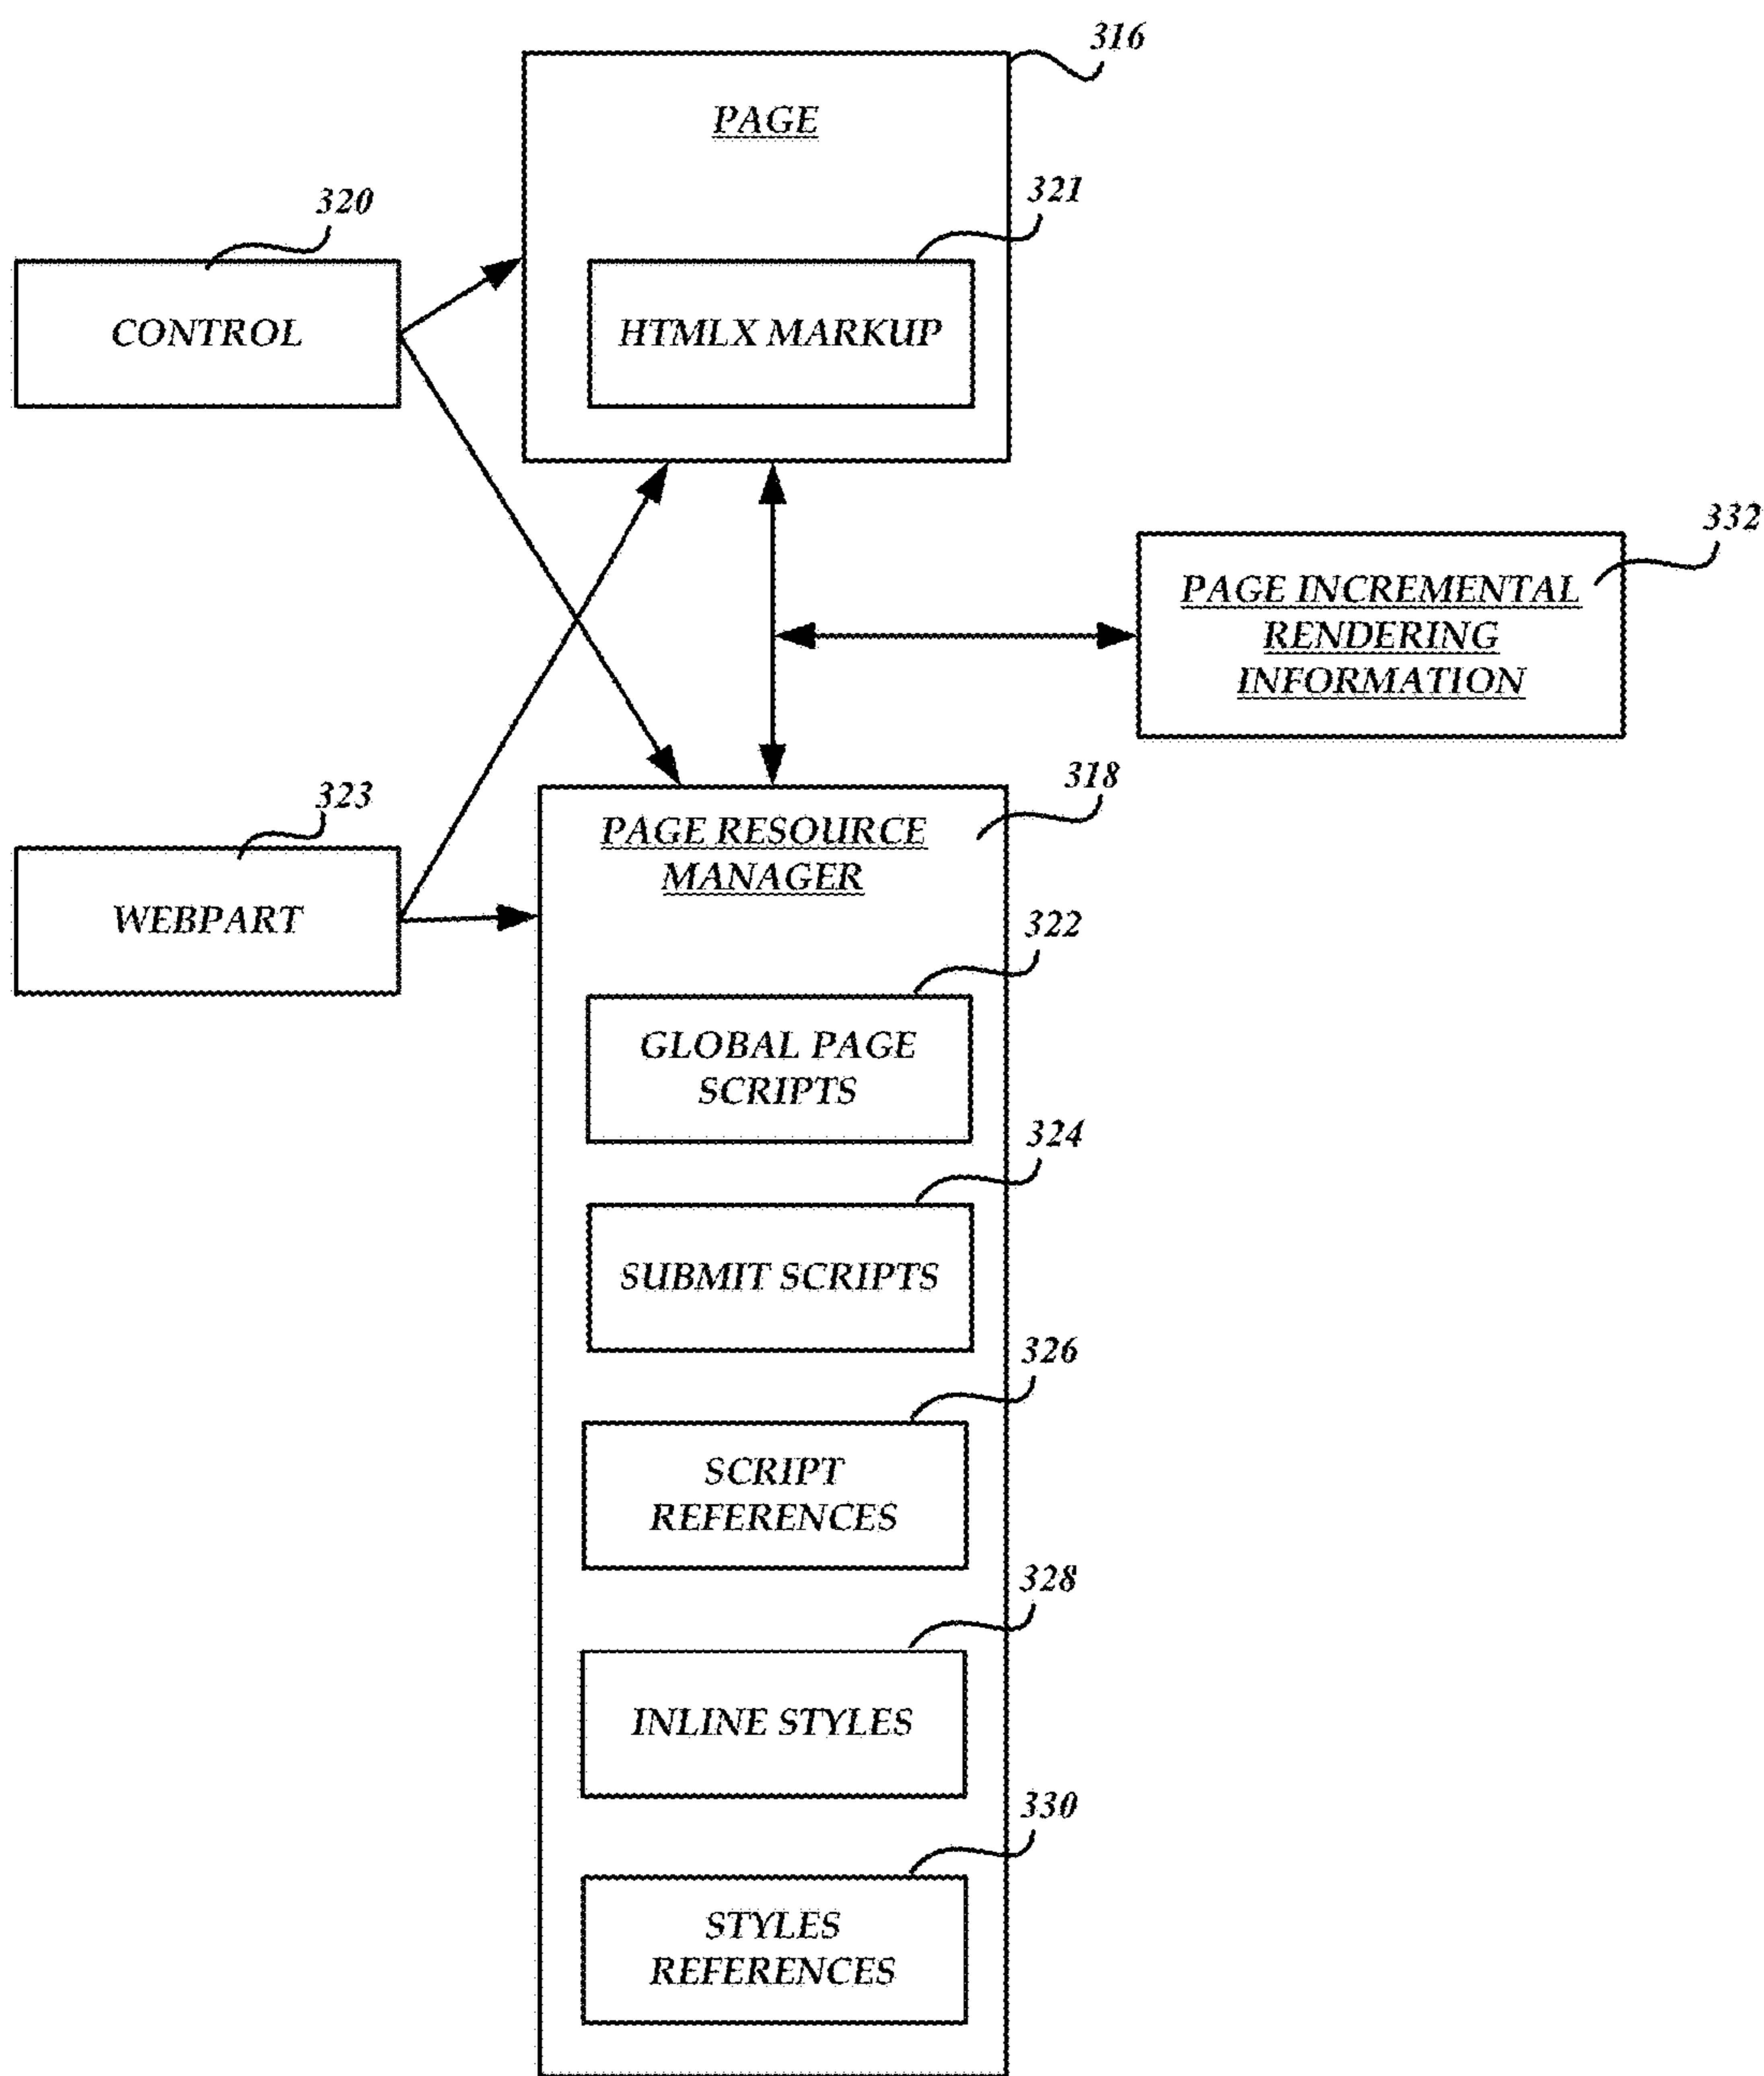 316
PAGE
321
HTMLX MARKUP
320
CONTROL
332
PAGE INCREMENTAL
RENDERING
INFORMATION
323
WEBPART
318
PAGE RESOURCE
MANAGER
322
GLOBAL PAGE
SCRIPTS
324
SUBMIT SCRIPTS
326
SCRIPT
REFERENCES
328
INLINE STYLES
330
STYLES
REFERENCES